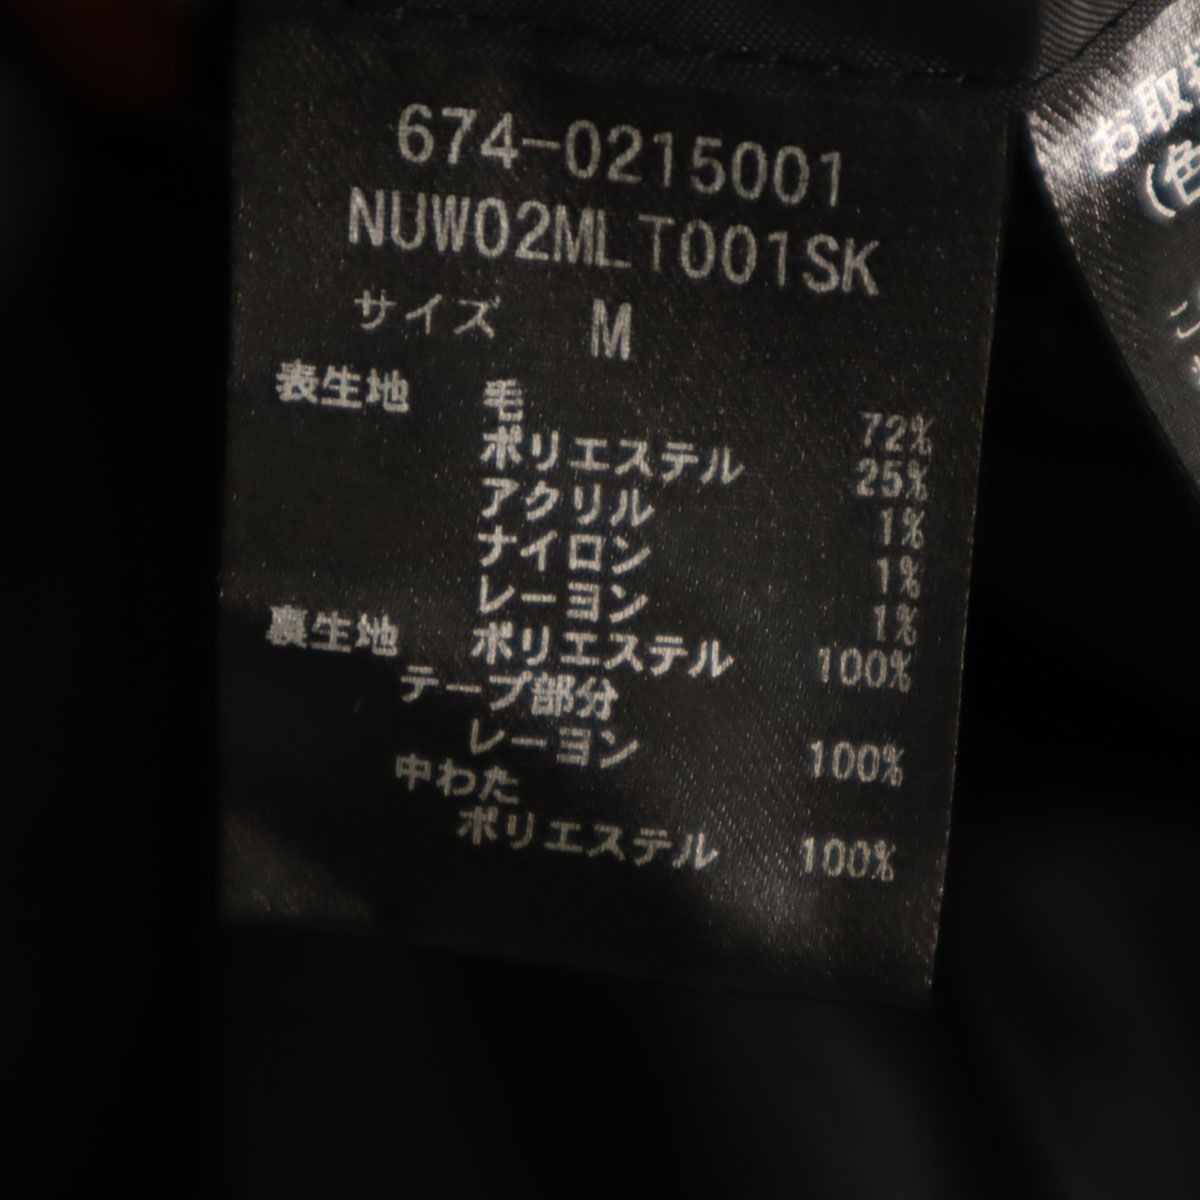 674-0215001
NUW02MLT001SK
サイズ M
表生地 毛 72%
ポリエステル 25%
アクリル 1%
ナイロン 1%
レーヨン 1%
裏生地 ポリエステル 100%
テープ部分
レーヨン 100%
中わた
ポリエステル 100%
お取
(色